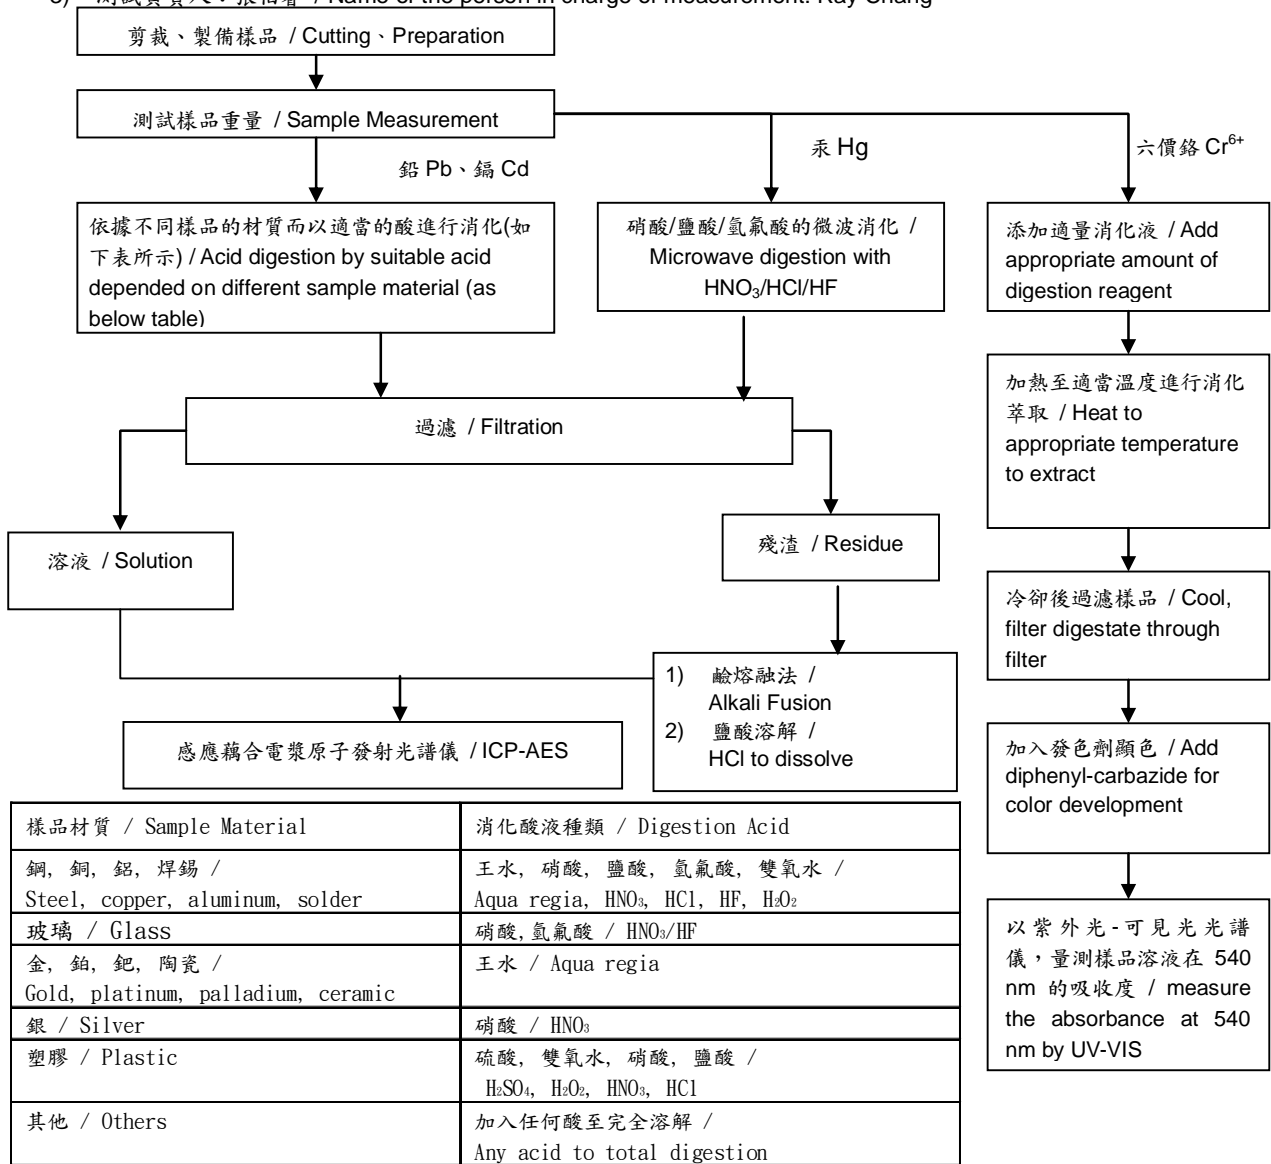 / Name of the person in charge of measurement: Ray Chang
剪裁、製備樣品 / Cutting、Preparation
測試樣品重量 / Sample Measurement
鉛 Pb、鎘 Cd
汞 Hg
六價鉻 Cr⁶⁺
依據不同樣品的材質而以適當的酸進行消化(如
下表所示) / Acid digestion by suitable acid
depended on different sample material (as
below table)
硝酸/鹽酸/氫氟酸的微波消化 /
Microwave digestion with
HNO₃/HCl/HF
添加適量消化液 / Add
appropriate amount of
digestion reagent
過濾 / Filtration
加熱至適當溫度進行消化
萃取 / Heat to
appropriate temperature
to extract
溶液 / Solution
殘渣 / Residue
冷卻後過濾樣品 / Cool,
filter digestate through
filter
1) 鹼熔融法 /
Alkali Fusion
2) 鹽酸溶解 /
HCl to dissolve
感應藕合電漿原子發射光譜儀 / ICP-AES
加入發色劑顯色 / Add
diphenyl-carbazide for
color development
以紫外光-可見光光譜
儀，量測樣品溶液在 540
nm 的吸收度 / measure
the absorbance at 540
nm by UV-VIS
樣品材質 / Sample Material
消化酸液種類 / Digestion Acid
鋼, 銅, 鋁, 焊錫 /
Steel, copper, aluminum, solder
王水, 硝酸, 鹽酸, 氫氟酸, 雙氧水 /
Aqua regia, HNO₃, HCl, HF, H₂O₂
玻璃 / Glass
硝酸,氫氟酸 / HNO₃/HF
金, 鉑, 鈀, 陶瓷 /
Gold, platinum, palladium, ceramic
王水 / Aqua regia
銀 / Silver
硝酸 / HNO₃
塑膠 / Plastic
硫酸, 雙氧水, 硝酸, 鹽酸 /
H₂SO₄, H₂O₂, HNO₃, HCl
其他 / Others
加入任何酸至完全溶解 /
Any acid to total digestion